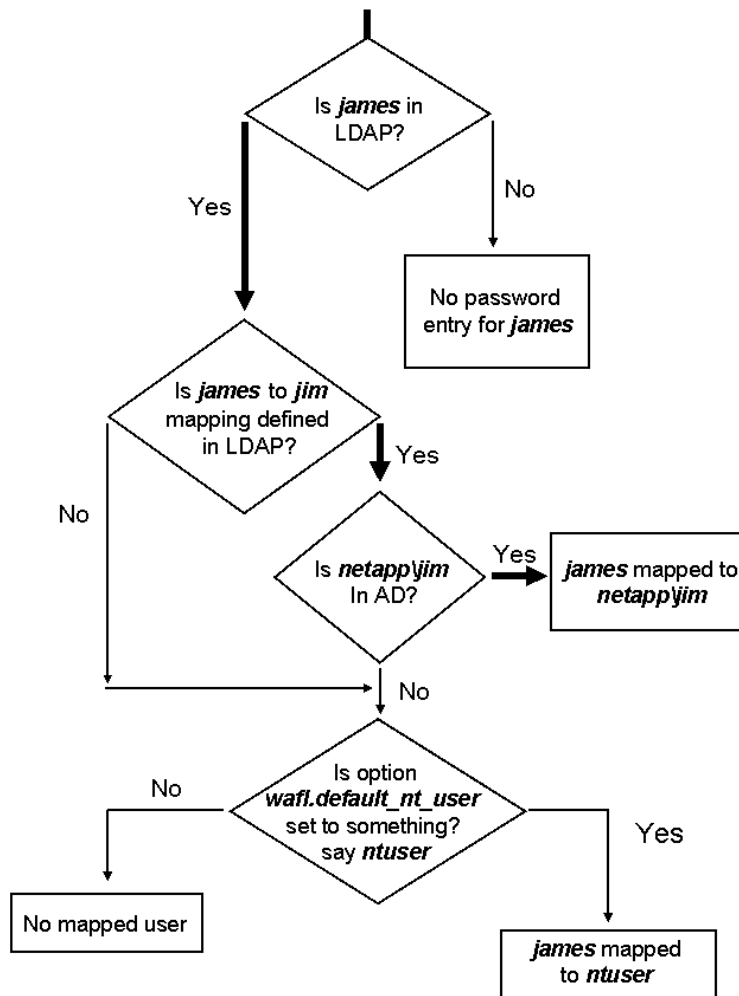 Is james in
LDAP?
Yes
No
No password
entry for james
Is james to jim
mapping defined
in LDAP?
Yes
No
Is netapp\jim
In AD?
Yes
james mapped to
netapp\jim
No
Is option
wafl.default_nt_user
set to something?
say ntuser
No
Yes
No mapped user
james mapped
to ntuser